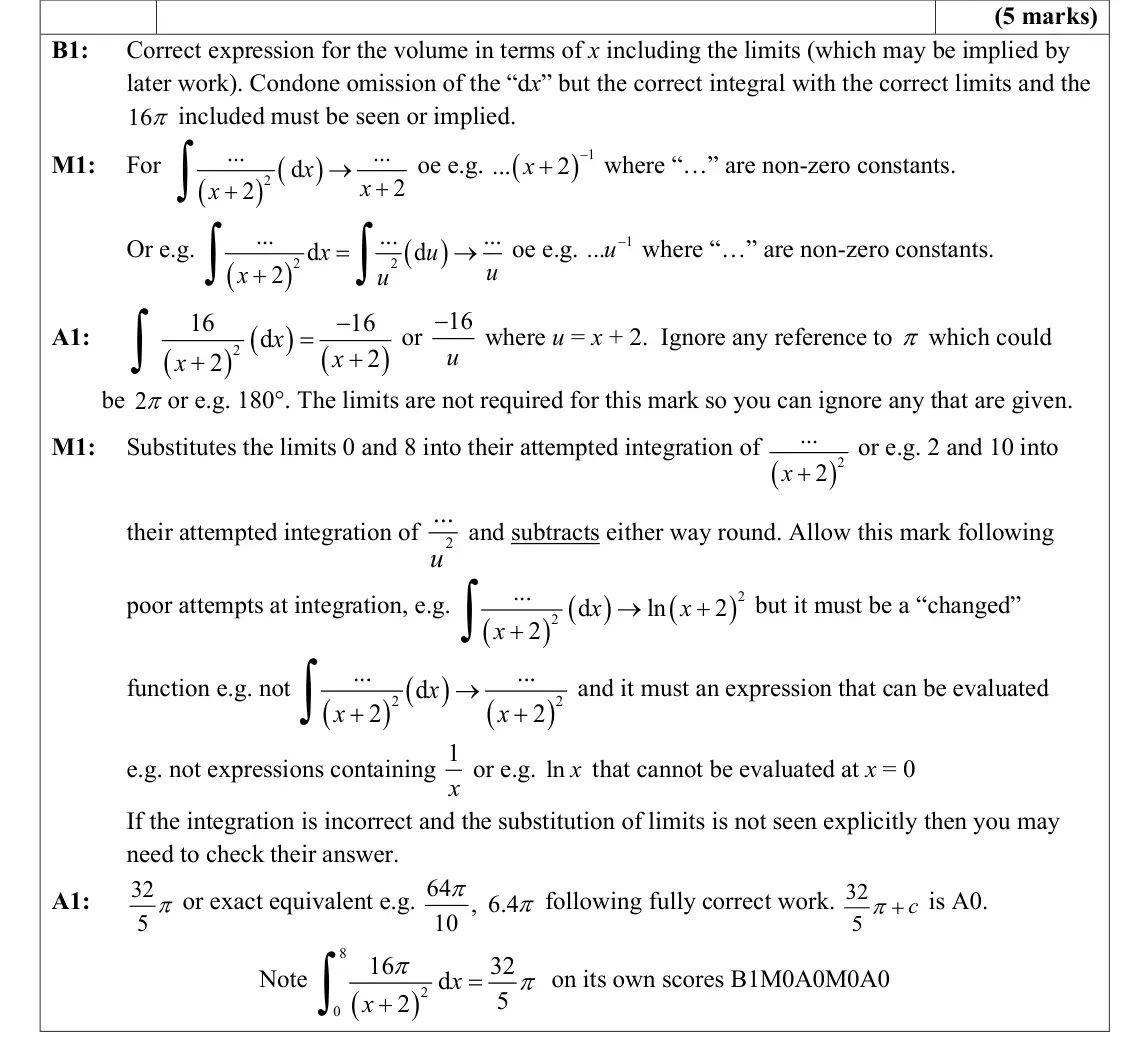 (5 marks)
B1: Correct expression for the volume in terms of x including the limits (which may be implied by
later work). Condone omission of the “dx” but the correct integral with the correct limits and the
16π included must be seen or implied.
M1: For ∫ .../(x+2)² (dx) → .../(x+2) oe e.g. ...(x+2)⁻¹ where “…” are non-zero constants.
Or e.g. ∫ .../(x+2)² dx = ∫ .../u² (du) → .../u oe e.g. ...u⁻¹ where “…” are non-zero constants.
A1: ∫ 16/(x+2)² (dx) = −16/(x+2) or −16/u where u = x + 2. Ignore any reference to π which could
be 2π or e.g. 180°. The limits are not required for this mark so you can ignore any that are given.
M1: Substitutes the limits 0 and 8 into their attempted integration of .../(x+2)² or e.g. 2 and 10 into
their attempted integration of .../u² and subtracts either way round. Allow this mark following
poor attempts at integration, e.g. ∫ .../(x+2)² (dx) → ln(x+2)² but it must be a “changed”
function e.g. not ∫ .../(x+2)² (dx) → .../(x+2)² and it must an expression that can be evaluated
e.g. not expressions containing 1/x or e.g. ln x that cannot be evaluated at x = 0
If the integration is incorrect and the substitution of limits is not seen explicitly then you may
need to check their answer.
A1: 32/5 π or exact equivalent e.g. 64π/10, 6.4π following fully correct work. 32/5 π + c is A0.
Note ∫₀⁸ 16π/(x+2)² dx = 32/5 π on its own scores B1M0A0M0A0